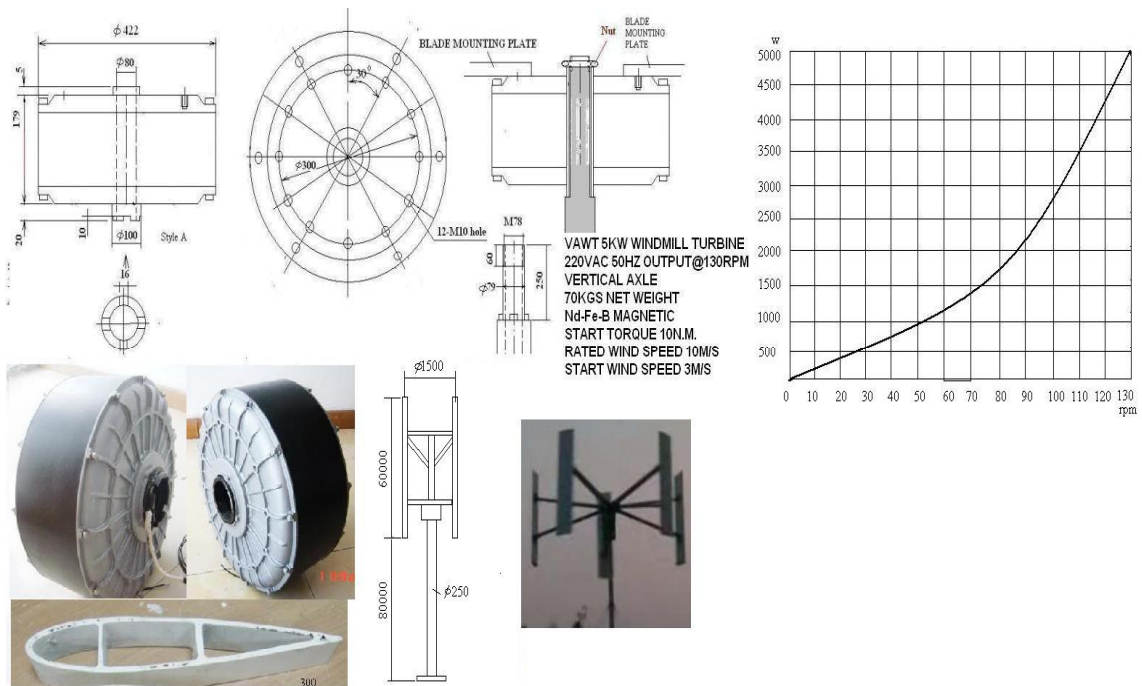 ϕ422
ϕ80
5
179
20
10
ϕ100
Style A
16
30°
ϕ300
12-M10 hole
BLADE MOUNTING PLATE
Nut
BLADE
MOUNTING
PLATE
M78
60
ϕ79
250
VAWT 5KW WINDMILL TURBINE
220VAC 50HZ OUTPUT@130RPM
VERTICAL AXLE
70KGS NET WEIGHT
Nd-Fe-B MAGNETIC
START TORQUE 10N.M.
RATED WIND SPEED 10M/S
START WIND SPEED 3M/S
W
5000
4500
4000
3500
3000
2500
2000
1500
1000
500
0 10 20 30 40 50 60 70 80 90 100 110 120 130
rpm
ϕ1500
60000
80000
ϕ250
300